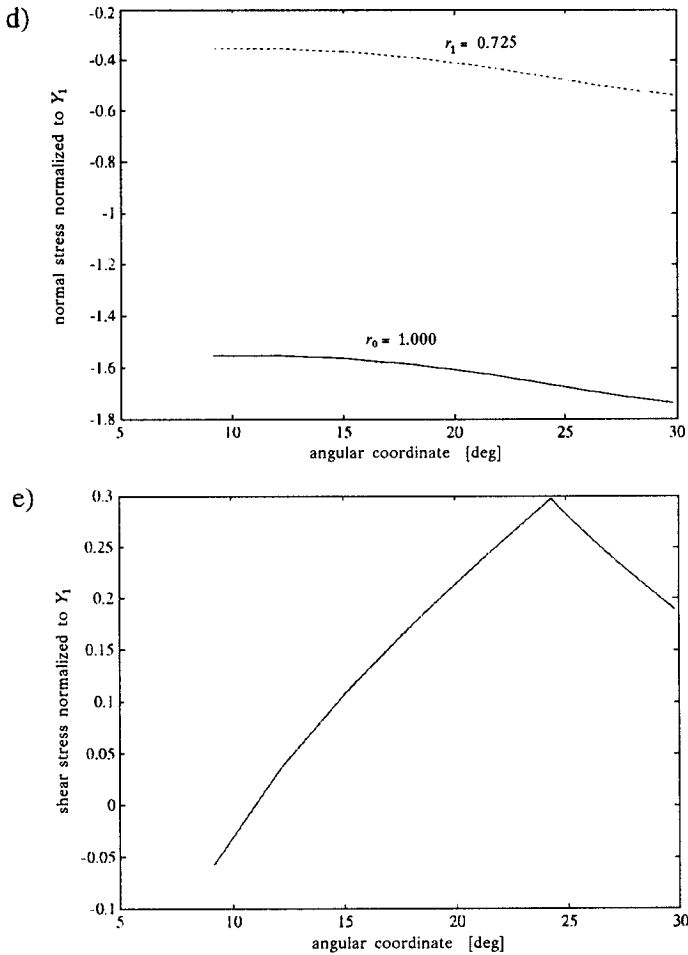 d)
-0.2
-0.4
-0.6
-0.8
-1
-1.2
-1.4
-1.6
-1.8
normal stress normalized to Y₁
r₁ = 0.725
r₀ = 1.000
5 10 15 20 25 30
angular coordinate [deg]
e)
0.3
0.25
0.2
0.15
0.1
0.05
0
-0.05
-0.1
shear stress normalized to Y₁
5 10 15 20 25 30
angular coordinate [deg]